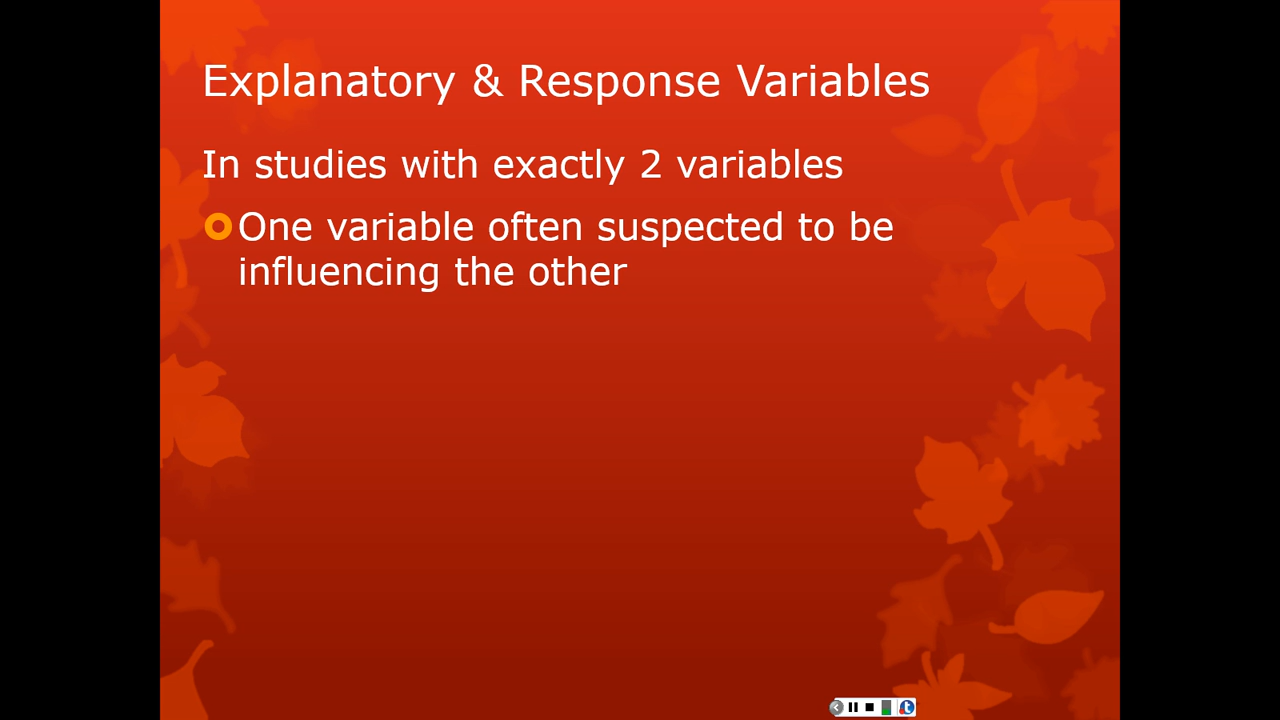 Explanatory & Response Variables
In studies with exactly 2 variables
One variable often suspected to be
influencing the other